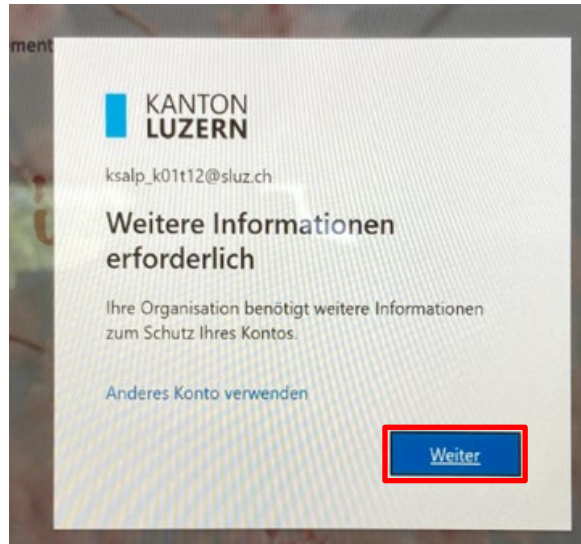 ment
KANTON
LUZERN
ksalp_k01t12@sluz.ch
Weitere Informationen
erforderlich
Ihre Organisation benötigt weitere Informationen
zum Schutz Ihres Kontos.
Anderes Konto verwenden
Weiter